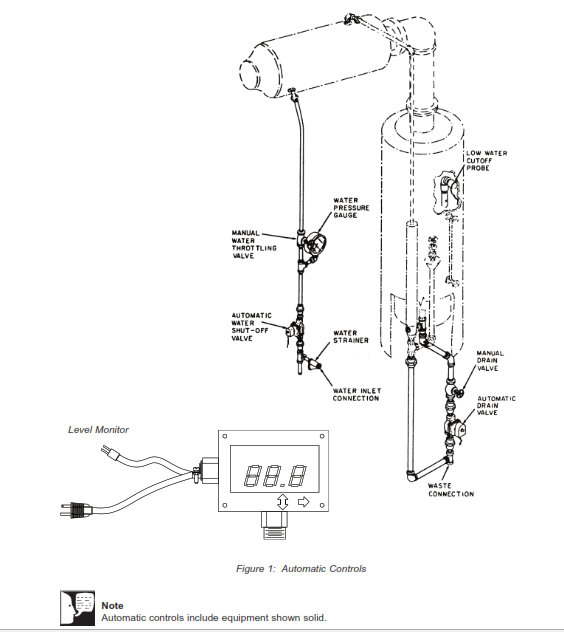 LOW WATER
CUTOFF
PROBE
WATER
PRESSURE
GAUGE
MANUAL
WATER
THROTTLING
VALVE
AUTOMATIC
WATER
SHUT-OFF
VALVE
WATER
STRAINER
WATER INLET
CONNECTION
MANUAL
DRAIN
VALVE
AUTOMATIC
DRAIN
VALVE
WASTE
CONNECTION
Level Monitor
88.8
Figure 1: Automatic Controls
Note
Automatic controls include equipment shown solid.